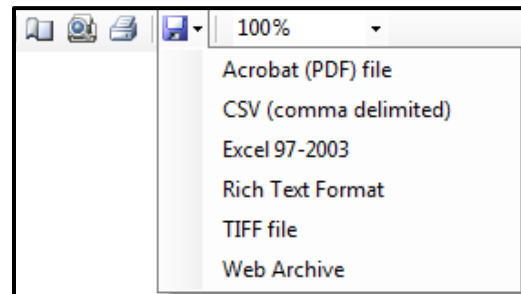 100%
Acrobat (PDF) file
CSV (comma delimited)
Excel 97-2003
Rich Text Format
TIFF file
Web Archive